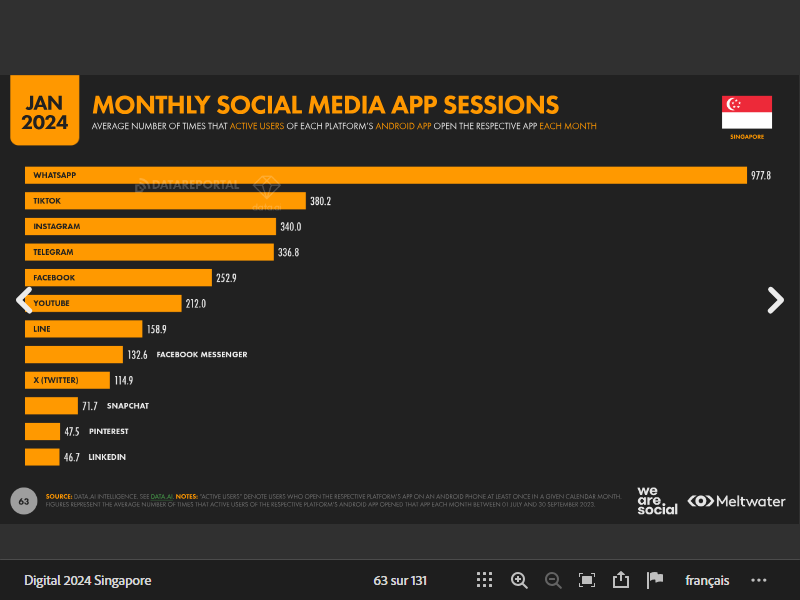 JAN
2024
MONTHLY SOCIAL MEDIA APP SESSIONS
AVERAGE NUMBER OF TIMES THAT ACTIVE USERS OF EACH PLATFORM'S ANDROID APP OPEN THE RESPECTIVE APP EACH MONTH
SINGAPORE
WHATSAPP 977.8
DATAREPORTAL
TIKTOK 380.2
INSTAGRAM 340.0
TELEGRAM 336.8
FACEBOOK 252.9
YOUTUBE 212.0
LINE 158.9
132.6 FACEBOOK MESSENGER
X (TWITTER) 114.9
71.7 SNAPCHAT
47.5 PINTEREST
46.7 LINKEDIN
63
SOURCE: DATA.AI INTELLIGENCE. SEE DATA.AI. NOTES: "ACTIVE USERS" DENOTE USERS WHO OPEN THE RESPECTIVE PLATFORM'S APP ON AN ANDROID PHONE AT LEAST ONCE IN A GIVEN CALENDAR MONTH.
FIGURES REPRESENT THE AVERAGE NUMBER OF TIMES THAT ACTIVE USERS OF THE RESPECTIVE PLATFORM'S ANDROID APP OPENED THAT APP EACH MONTH BETWEEN 01 JULY AND 30 SEPTEMBER 2023.
we
are
social
Meltwater
Digital 2024 Singapore
63 sur 131
français